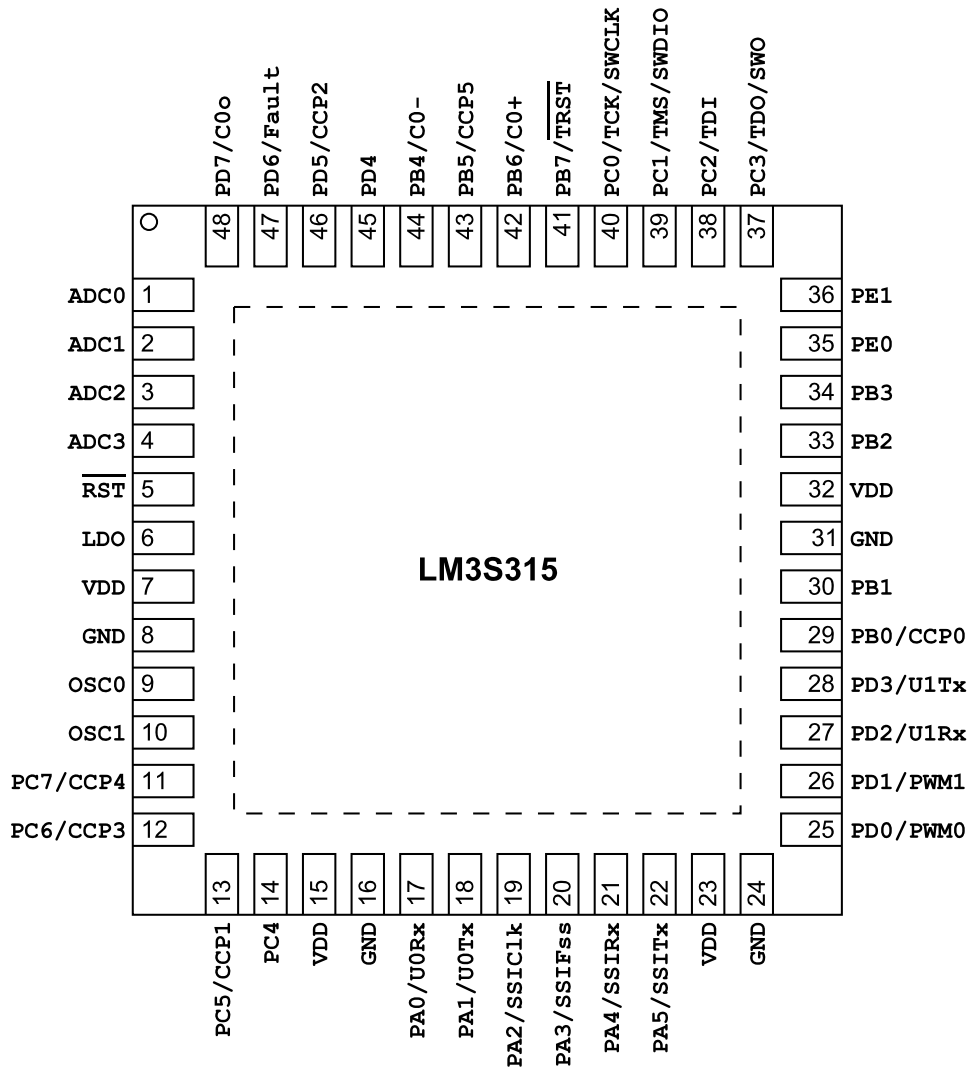 PD7/C0o
PD6/Fault
PD5/CCP2
PD4
PB4/C0-
PB5/CCP5
PB6/C0+
PB7/TRST
PC0/TCK/SWCLK
PC1/TMS/SWDIO
PC2/TDI
PC3/TDO/SWO
48
47
46
45
44
43
42
41
40
39
38
37
ADC0 1
ADC1 2
ADC2 3
ADC3 4
RST 5
LDO 6
VDD 7
GND 8
OSC0 9
OSC1 10
PC7/CCP4 11
PC6/CCP3 12
LM3S315
36 PE1
35 PE0
34 PB3
33 PB2
32 VDD
31 GND
30 PB1
29 PB0/CCP0
28 PD3/U1Tx
27 PD2/U1Rx
26 PD1/PWM1
25 PD0/PWM0
13
14
15
16
17
18
19
20
21
22
23
24
PC5/CCP1
PC4
VDD
GND
PA0/U0Rx
PA1/U0Tx
PA2/SSIClk
PA3/SSIFss
PA4/SSIRx
PA5/SSITx
VDD
GND